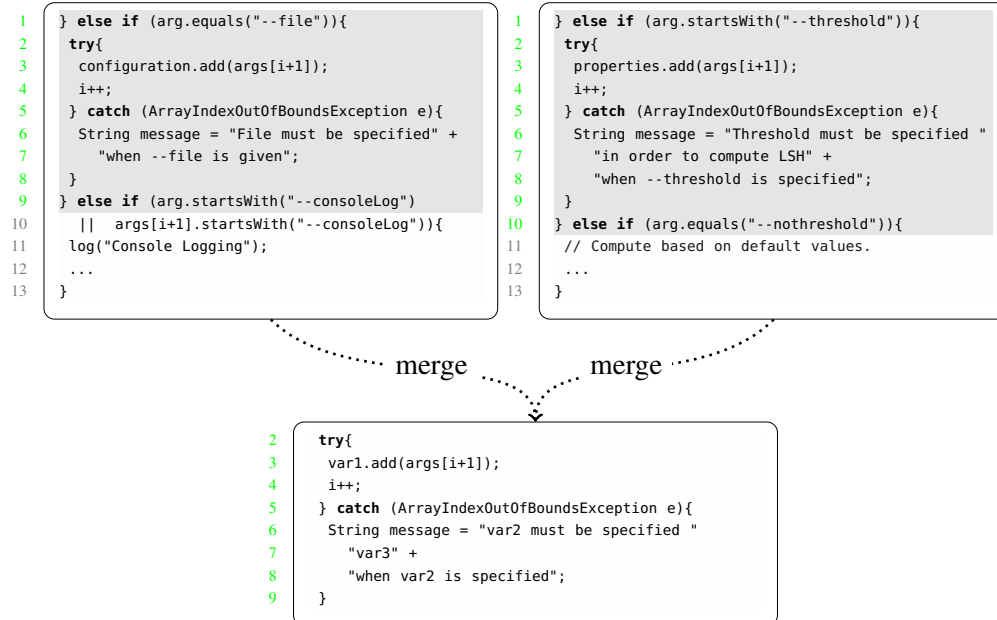 1 } else if (arg.equals("--file")){
2 try{
3 configuration.add(args[i+1]);
4 i++;
5 } catch (ArrayIndexOutOfBoundsException e){
6 String message = "File must be specified" +
7 "when --file is given";
8 }
9 } else if (arg.startsWith("--consoleLog")
10 || args[i+1].startsWith("--consoleLog")){
11 log("Console Logging");
12 ...
13 }
1 } else if (arg.startsWith("--threshold")){
2 try{
3 properties.add(args[i+1]);
4 i++;
5 } catch (ArrayIndexOutOfBoundsException e){
6 String message = "Threshold must be specified "
7 "in order to compute LSH" +
8 "when --threshold is specified";
9 }
10 } else if (arg.equals("--nothreshold")){
11 // Compute based on default values.
12 ...
13 }
merge
merge
2 try{
3 var1.add(args[i+1]);
4 i++;
5 } catch (ArrayIndexOutOfBoundsException e){
6 String message = "var2 must be specified "
7 "var3" +
8 "when var2 is specified";
9 }